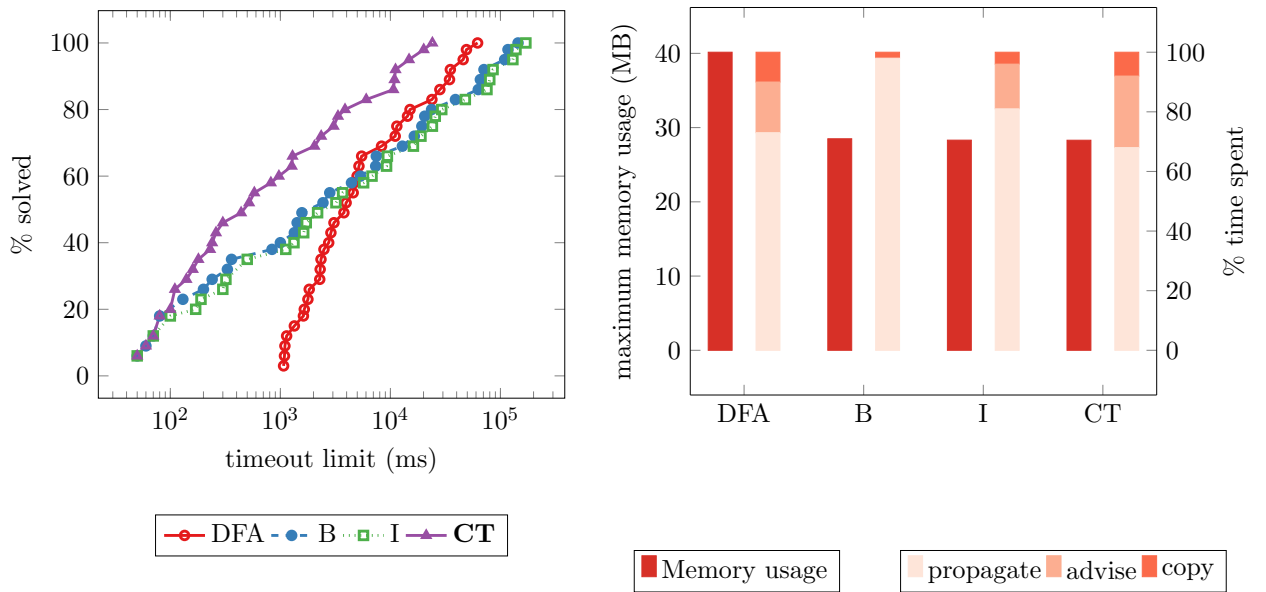 % solved
100
80
60
40
20
0
10^2
10^3
10^4
10^5
timeout limit (ms)
DFA B I CT
maximum memory usage (MB)
40
30
20
10
0
100
80
60
40
20
0
% time spent
DFA B I CT
Memory usage
propagate advise copy